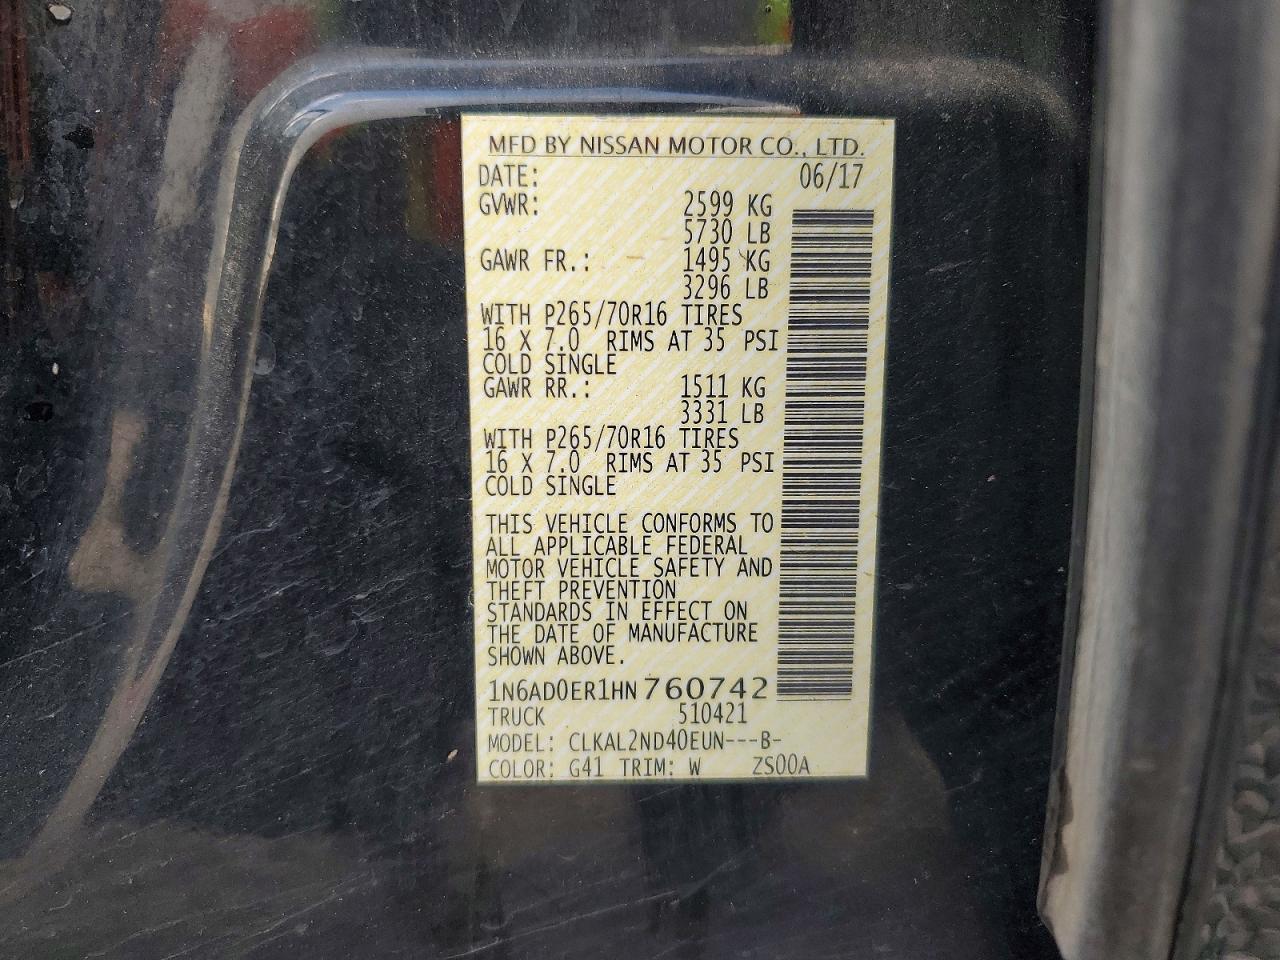 MFD BY NISSAN MOTOR CO., LTD.
DATE: 06/17
GVWR: 2599 KG
5730 LB
GAWR FR.: 1495 KG
3296 LB
WITH P265/70R16 TIRES
16 X 7.0 RIMS AT 35 PSI
COLD SINGLE
GAWR RR.: 1511 KG
3331 LB
WITH P265/70R16 TIRES
16 X 7.0 RIMS AT 35 PSI
COLD SINGLE
THIS VEHICLE CONFORMS TO
ALL APPLICABLE FEDERAL
MOTOR VEHICLE SAFETY AND
THEFT PREVENTION
STANDARDS IN EFFECT ON
THE DATE OF MANUFACTURE
SHOWN ABOVE.
1N6AD0ER1HN760742
TRUCK 510421
MODEL: CLKAL2ND40EUN---B-
COLOR: G41 TRIM: W ZS00A